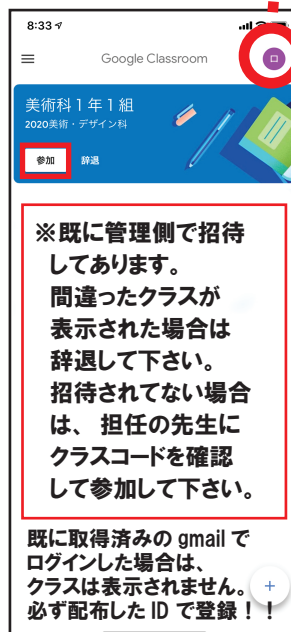 8:33
Google Classroom
ロ
美術科1年1組
2020美術・デザイン科
参加 辞退
※既に管理側で招待
してあります。
間違ったクラスが
表示された場合は
辞退して下さい。
招待されてない場合
は、担任の先生に
クラスコードを確認
して参加して下さい。
既に取得済みの gmail で
ログインした場合は、
クラスは表示されません。
必ず配布した ID で登録！！